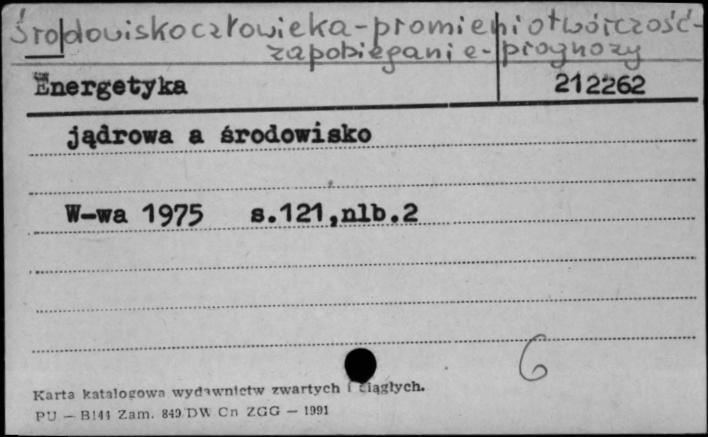 środowisko człowieka - promieniotwórczość -
zapobieganie - prognozy
Energetyka 212262
jądrowa a środowisko
W-wa 1975 s.121,nlb.2
6
Karta katalogowa wydawnictw zwartych i ciągłych.
PU — B141 Zam. 849 DW Cn ZGG — 1991